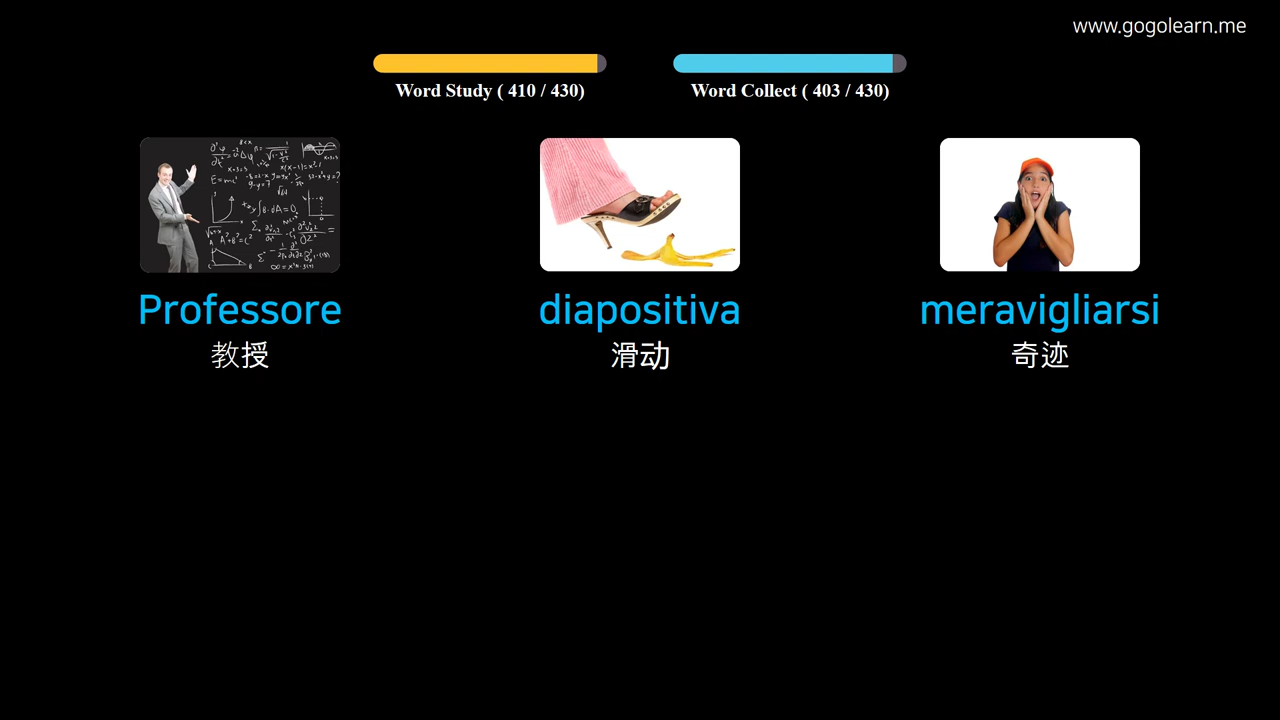 www.gogolearn.me
Word Study ( 410 / 430)
Word Collect ( 403 / 430)
Professore
diapositiva
meravigliarsi
教授
滑动
奇迹